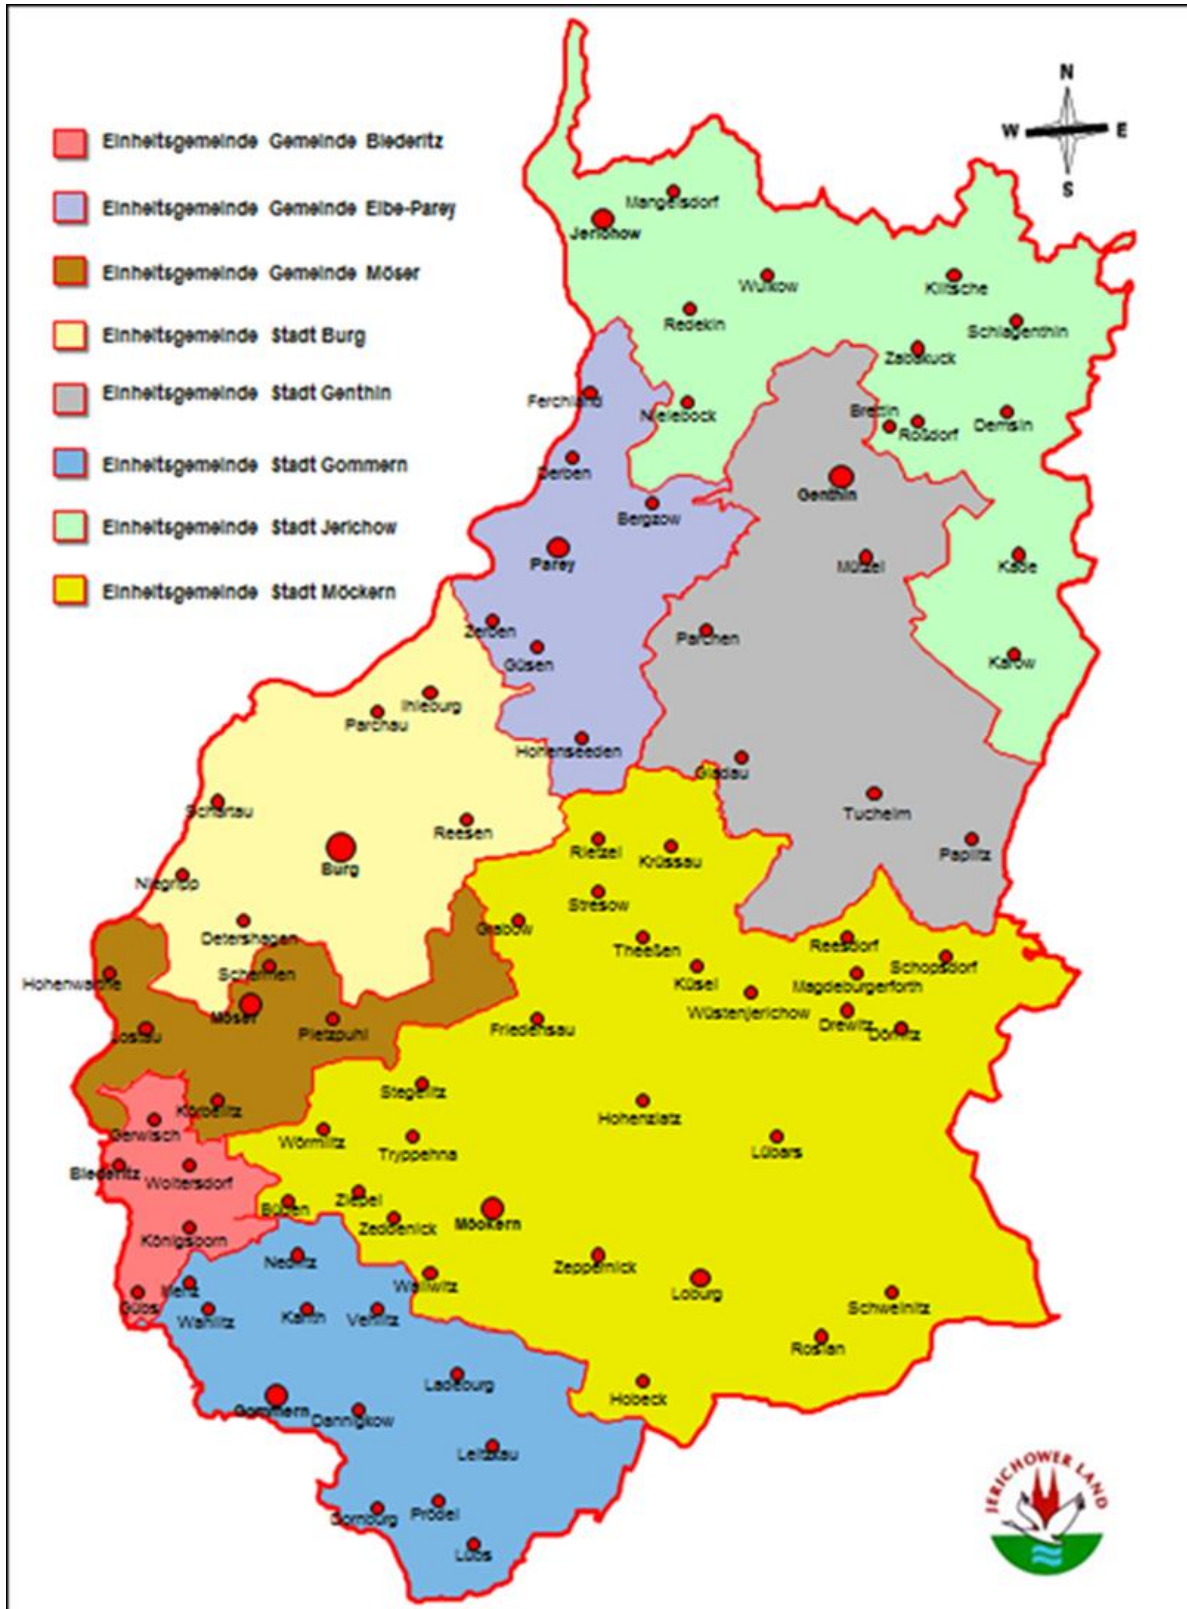 N
W E
S
Einheitsgemeinde Gemeinde Biederitz
Einheitsgemeinde Gemeinde Elbe-Parey
Einheitsgemeinde Gemeinde Möser
Einheitsgemeinde Stadt Burg
Einheitsgemeinde Stadt Genthin
Einheitsgemeinde Stadt Gommern
Einheitsgemeinde Stadt Jerichow
Einheitsgemeinde Stadt Möckern
Mangelsdorf
Jerichow
Wulkow
Klitsche
Redekin
Schlagenthin
Zabakuck
Ferchland
Nielebock
Brettin
Roßdorf
Demsin
Derben
Genthin
Bergzow
Parey
Mützel
Kade
Zerben
Parchen
Güsen
Karow
Ihleburg
Parchau
Hohenseeden
Gladau
Schartau
Tucheim
Reesen
Rietzel
Krüssau
Paplitz
Burg
Niegripp
Stresow
Grabow
Detershagen
Theeßen
Reesdorf
Schopsdorf
Schermen
Hohenwarthe
Küsel
Magdeburgerforth
Möser
Wüstenjerichow
Pietzpuhl
Friedensau
Drewitz
Dörnitz
Lostau
Stegelitz
Körbelitz
Hohenziatz
Gerwisch
Wörmlitz
Tryppehna
Lübars
Biederitz
Woltersdorf
Büden
Ziepel
Zeddenick
Möckern
Königsborn
Nedlitz
Zeppernick
Wallwitz
Loburg
Menz
Gübs
Wahlitz
Karith
Vehlitz
Schweinitz
Rosian
Ladeburg
Hobeck
Gommern
Dannigkow
Leitzkau
Prödel
Dornburg
Lübs
JERICHOWER LAND